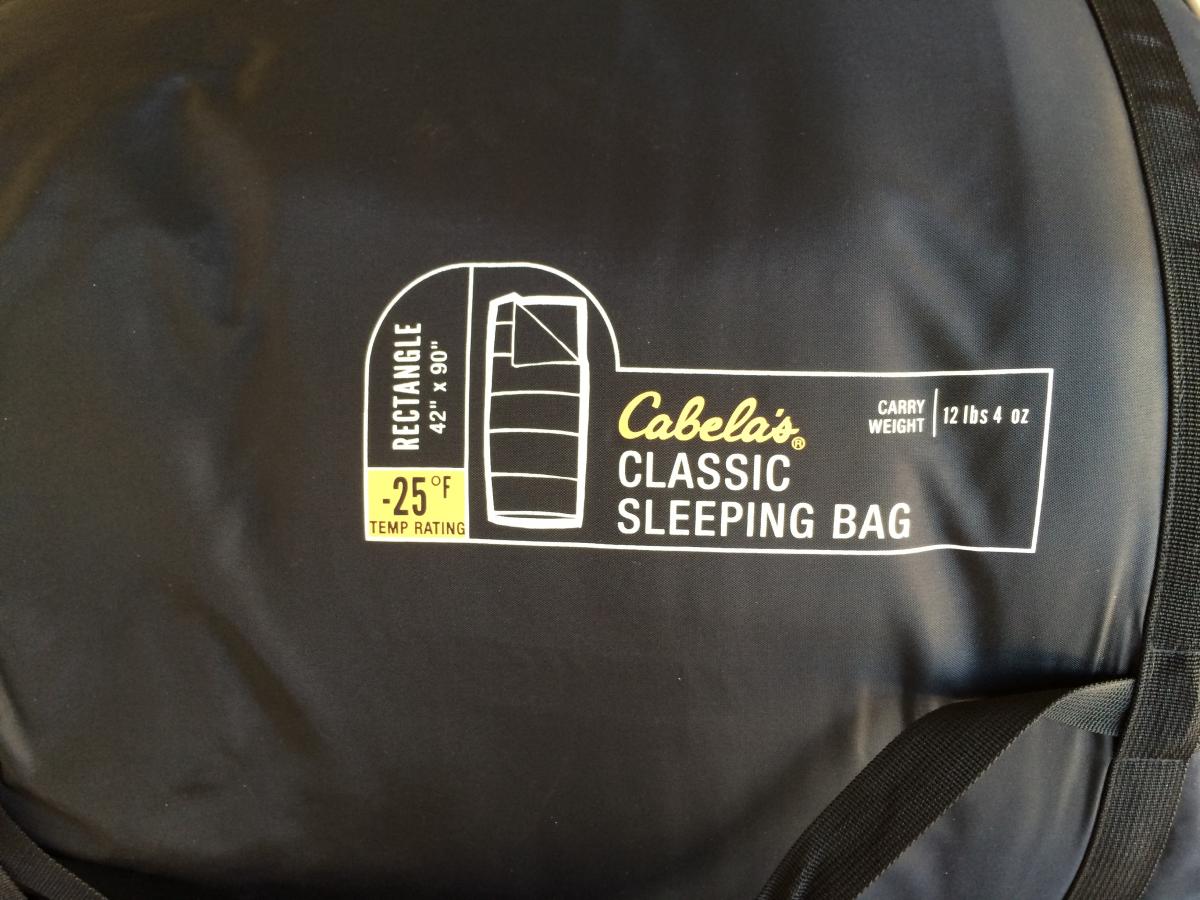 RECTANGLE
42" x 90"
-25°F
TEMP RATING
Cabela's®
CLASSIC
SLEEPING BAG
CARRY
WEIGHT
12 lbs 4 oz